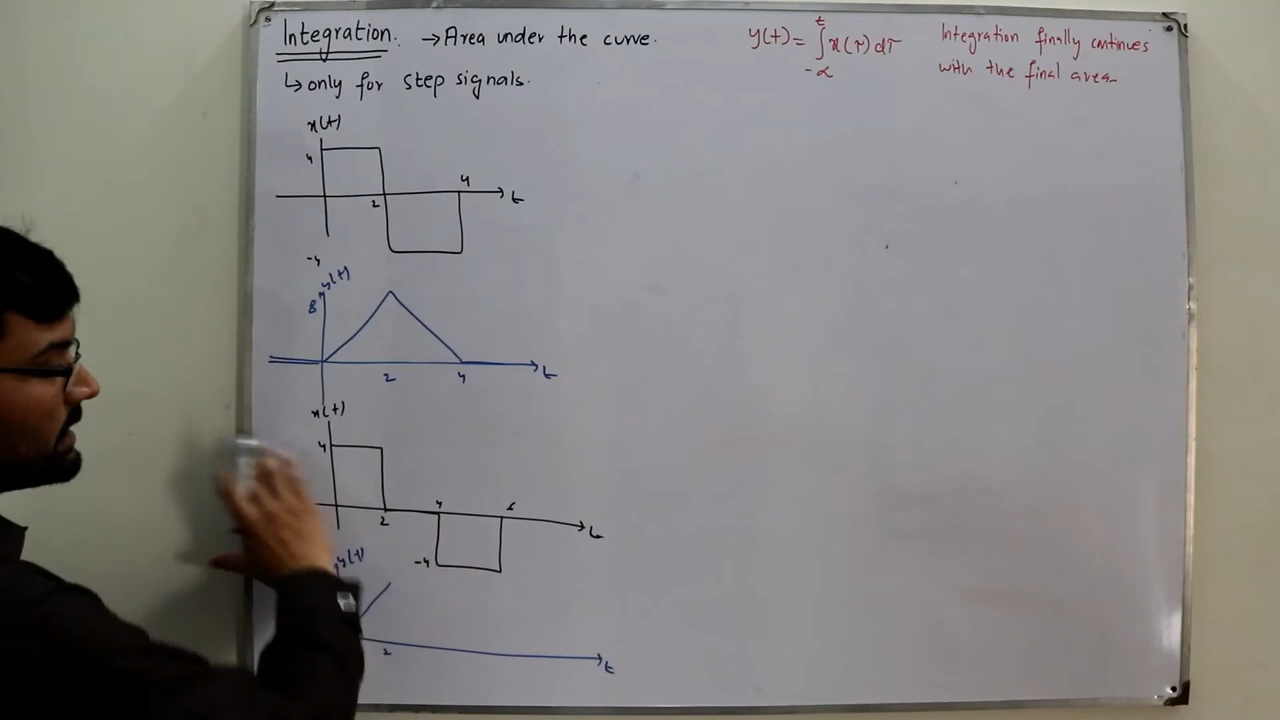 Integration. → Area under the curve.
↳ only for step signals.
y(t) = ∫ x(τ) dτ
t
-∝
Integration finally continues
with the final area
x(t)
4
2
4
t
-4
y(t)
8
2
4
t
x(t)
4
2
4
6
-4
t
y(t)
2
t